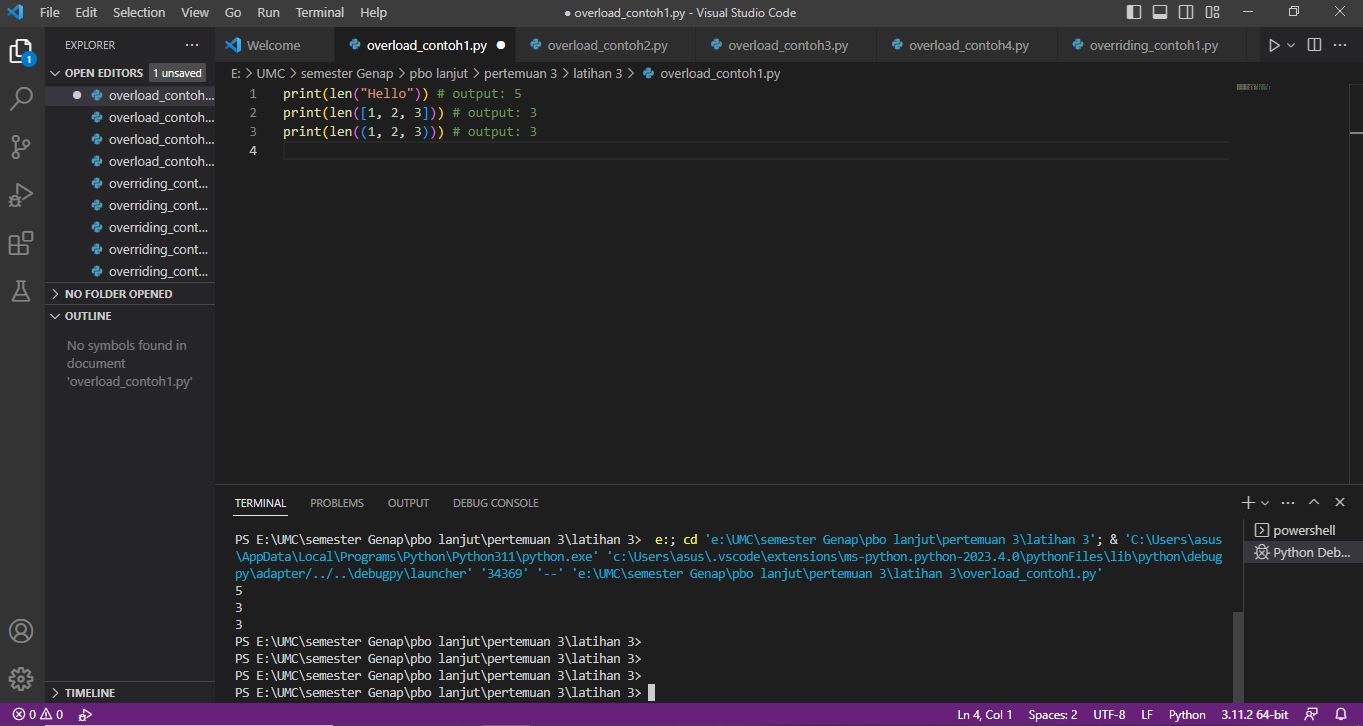 File Edit Selection View Go Run Terminal Help
● overload_contoh1.py - Visual Studio Code
EXPLORER ···
Welcome
overload_contoh1.py ●
overload_contoh2.py
overload_contoh3.py
overload_contoh4.py
overriding_contoh1.py
1
OPEN EDITORS 1 unsaved
● overload_contoh...
overload_contoh...
overload_contoh...
overload_contoh...
overriding_cont...
overriding_cont...
overriding_cont...
overriding_cont...
overriding_cont...
NO FOLDER OPENED
OUTLINE
No symbols found in
document
'overload_contoh1.py'
TIMELINE
E: > UMC > semester Genap > pbo lanjut > pertemuan 3 > latihan 3 > overload_contoh1.py
1 print(len("Hello")) # output: 5
2 print(len([1, 2, 3])) # output: 3
3 print(len((1, 2, 3))) # output: 3
4
TERMINAL PROBLEMS OUTPUT DEBUG CONSOLE
PS E:\UMC\semester Genap\pbo lanjut\pertemuan 3\latihan 3> e:; cd 'e:\UMC\semester Genap\pbo lanjut\pertemuan 3\latihan 3'; & 'C:\Users\asus
\AppData\Local\Programs\Python\Python311\python.exe' 'c:\Users\asus\.vscode\extensions\ms-python.python-2023.4.0\pythonFiles\lib\python\debug
py\adapter/../..\debugpy\launcher' '34369' '--' 'e:\UMC\semester Genap\pbo lanjut\pertemuan 3\latihan 3\overload_contoh1.py'
5
3
3
PS E:\UMC\semester Genap\pbo lanjut\pertemuan 3\latihan 3>
PS E:\UMC\semester Genap\pbo lanjut\pertemuan 3\latihan 3>
PS E:\UMC\semester Genap\pbo lanjut\pertemuan 3\latihan 3>
PS E:\UMC\semester Genap\pbo lanjut\pertemuan 3\latihan 3>
powershell
Python Deb...
0 0
Ln 4, Col 1 Spaces: 2 UTF-8 LF Python 3.11.2 64-bit